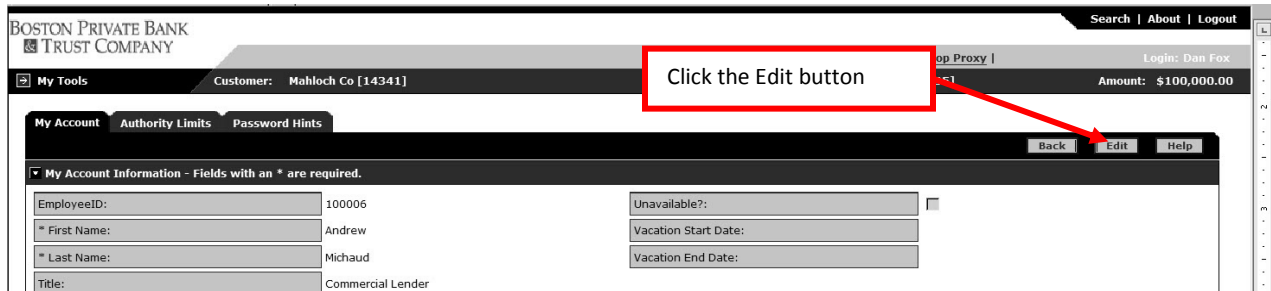 Search | About | Logout
BOSTON PRIVATE BANK
& TRUST COMPANY
op Proxy | Login: Dan Fox
My Tools Customer: Mahloch Co [14341] Amount: $100,000.00
Click the Edit button
My Account Authority Limits Password Hints
Back Edit Help
My Account Information - Fields with an * are required.
EmployeeID: 100006 Unavailable?:
* First Name: Andrew Vacation Start Date:
* Last Name: Michaud Vacation End Date:
Title: Commercial Lender
2
3